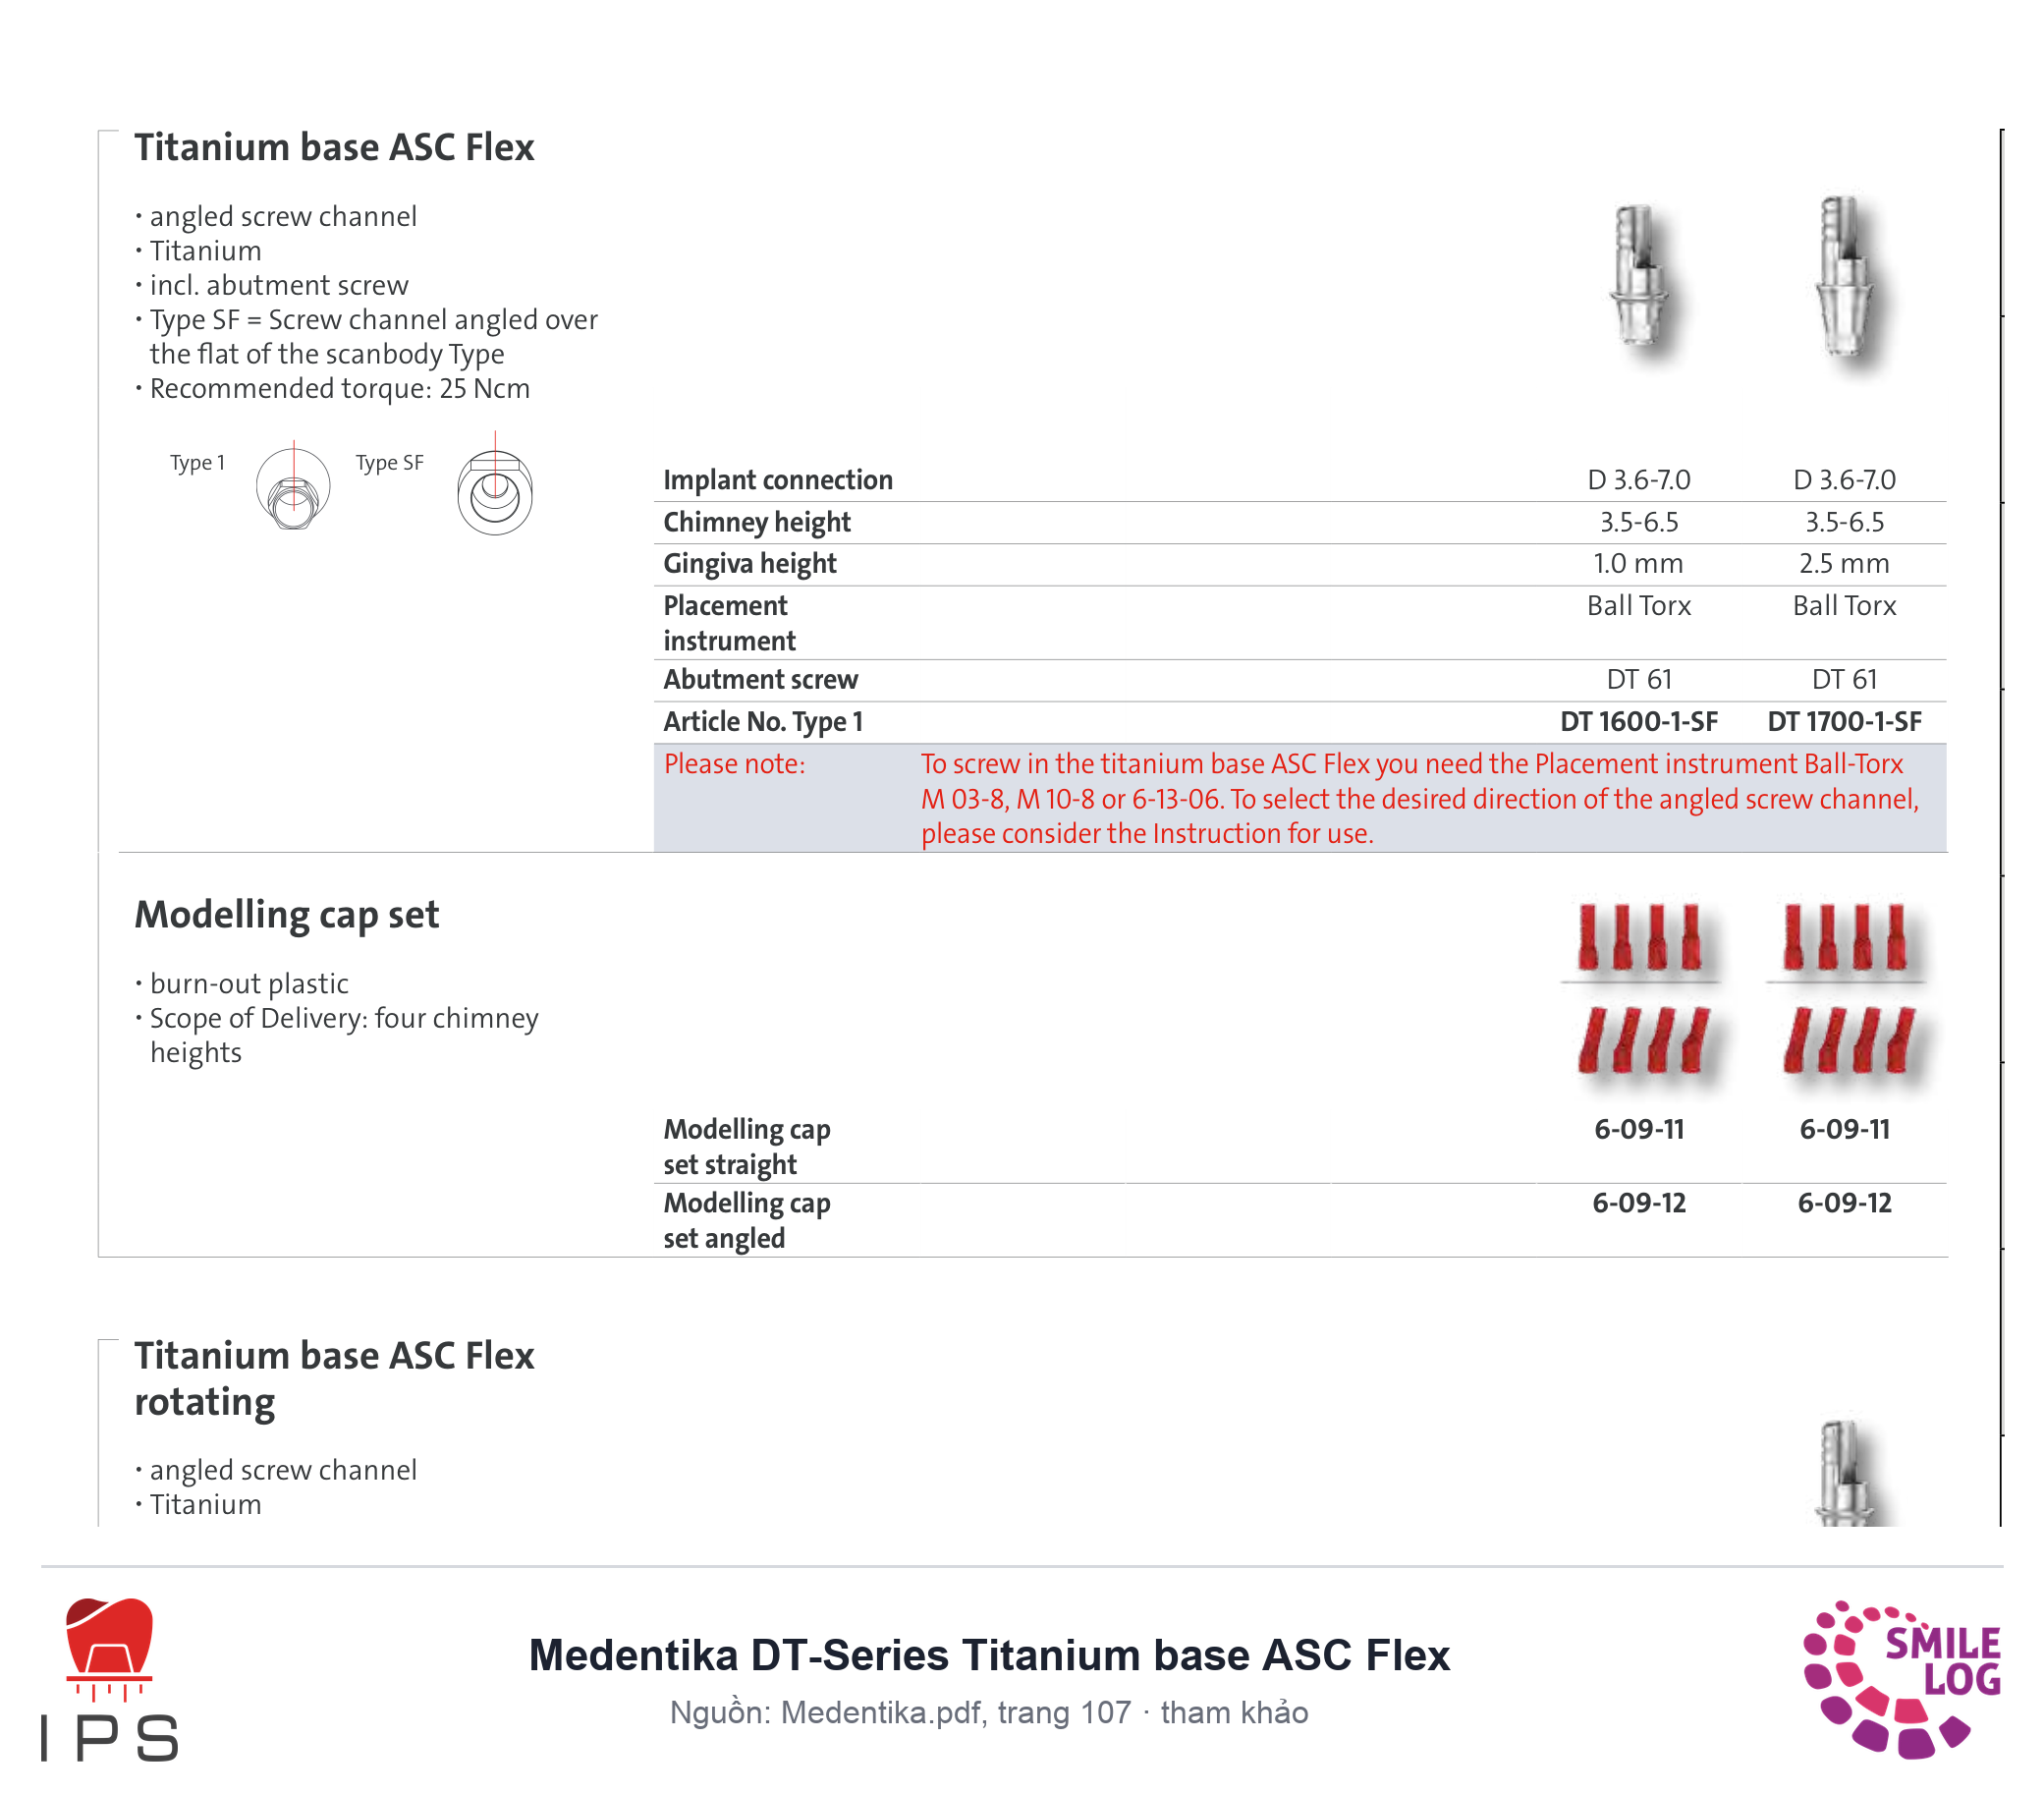 Titanium base ASC Flex
· angled screw channel
· Titanium
· incl. abutment screw
· Type SF = Screw channel angled over
the flat of the scanbody Type
· Recommended torque: 25 Ncm
Type 1 Type SF
Implant connection D 3.6-7.0 D 3.6-7.0
Chimney height 3.5-6.5 3.5-6.5
Gingiva height 1.0 mm 2.5 mm
Placement Ball Torx Ball Torx
instrument
Abutment screw DT 61 DT 61
Article No. Type 1 DT 1600-1-SF DT 1700-1-SF
Please note: To screw in the titanium base ASC Flex you need the Placement instrument Ball-Torx
M 03-8, M 10-8 or 6-13-06. To select the desired direction of the angled screw channel,
please consider the Instruction for use.
Modelling cap set
· burn-out plastic
· Scope of Delivery: four chimney
heights
Modelling cap 6-09-11 6-09-11
set straight
Modelling cap 6-09-12 6-09-12
set angled
Titanium base ASC Flex
rotating
· angled screw channel
· Titanium
IPS
Medentika DT-Series Titanium base ASC Flex
Nguồn: Medentika.pdf, trang 107 · tham khảo
SMILE
LOG